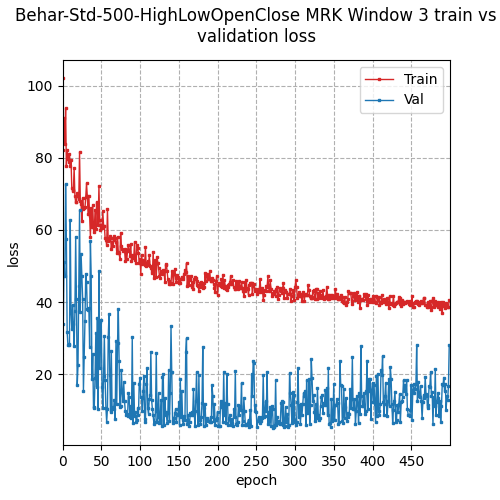 Behar-Std-500-HighLowOpenClose MRK Window 3 train vs
validation loss
100
80
60
40
20
loss
Train
Val
0 50 100 150 200 250 300 350 400 450
epoch